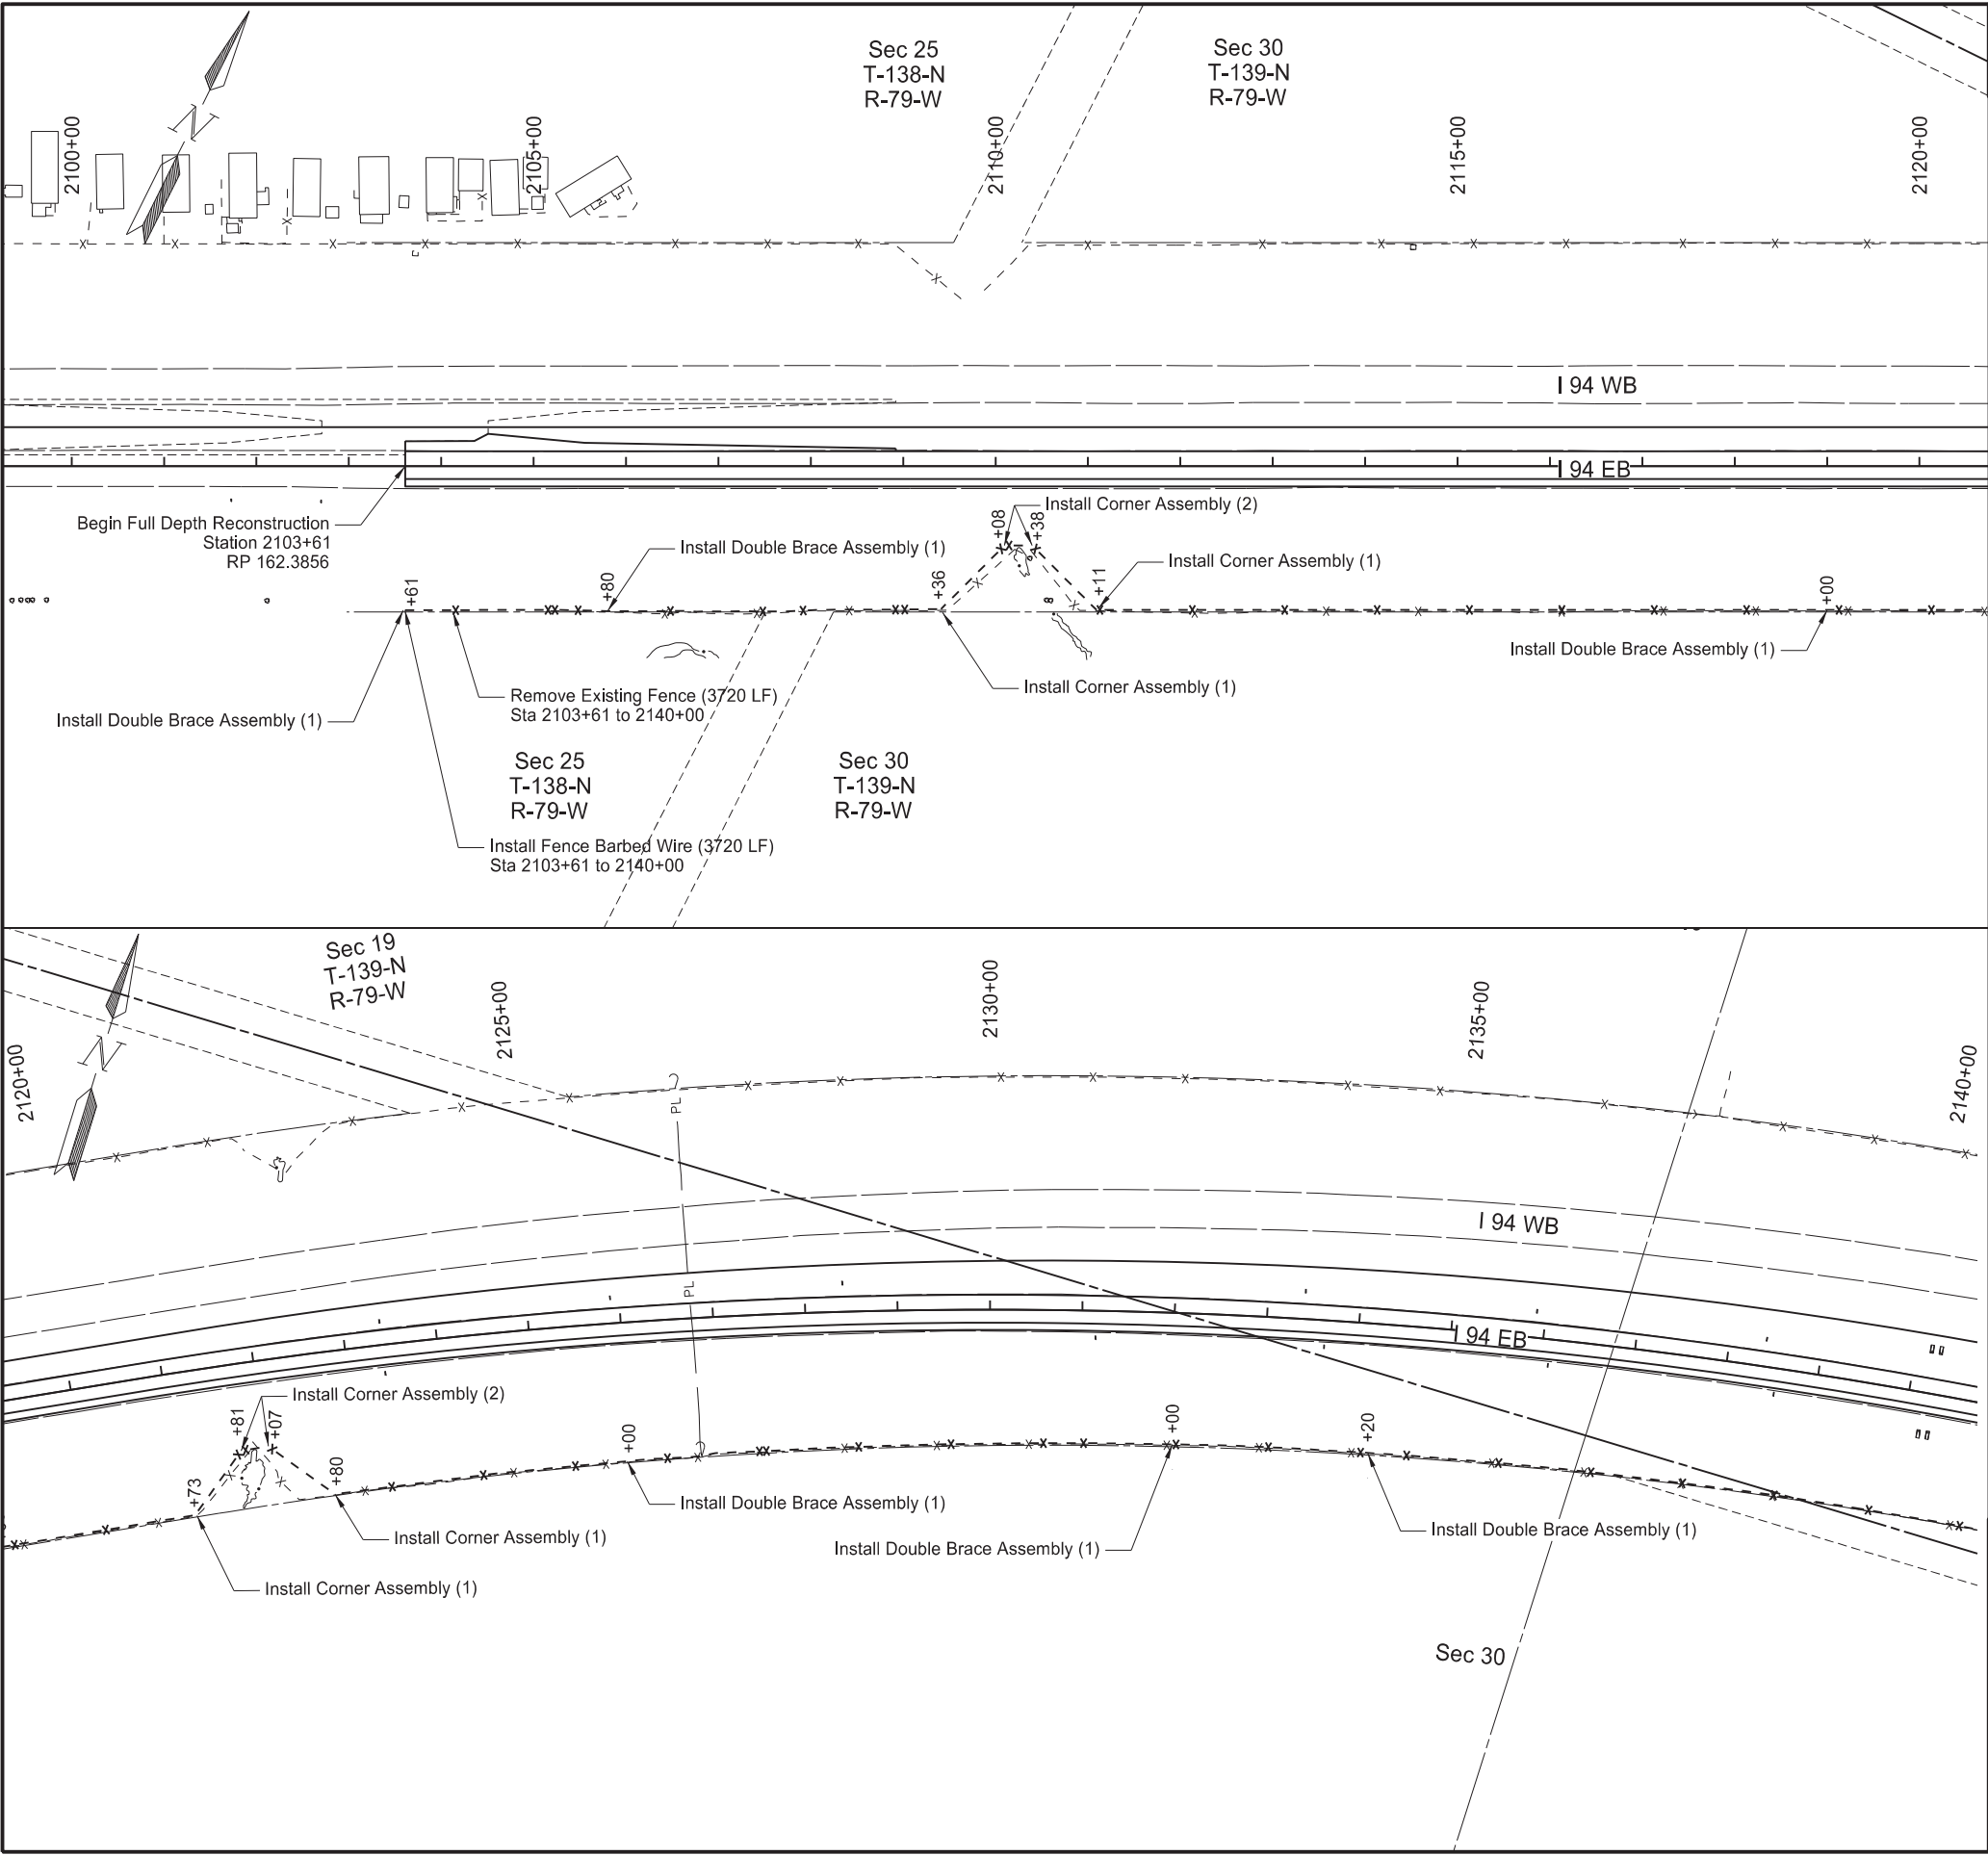 Sec 25
T-138-N
R-79-W
Sec 30
T-139-N
R-79-W
2100+00
2105+00
2110+00
2115+00
2120+00
N
I 94 WB
I 94 EB
Begin Full Depth Reconstruction
Station 2103+61
RP 162.3856
Install Corner Assembly (2)
+08
+38
Install Double Brace Assembly (1)
Install Corner Assembly (1)
+61
+80
+36
+11
+00
Install Double Brace Assembly (1)
Install Corner Assembly (1)
Remove Existing Fence (3720 LF)
Sta 2103+61 to 2140+00
Install Double Brace Assembly (1)
Sec 25
T-138-N
R-79-W
Sec 30
T-139-N
R-79-W
Install Fence Barbed Wire (3720 LF)
Sta 2103+61 to 2140+00
Sec 19
T-139-N
R-79-W
2120+00
2125+00
2130+00
2135+00
2140+00
N
PL
PL
I 94 WB
I 94 EB
Install Corner Assembly (2)
+81
+07
+73
+80
+00
+00
+20
Install Double Brace Assembly (1)
Install Corner Assembly (1)
Install Double Brace Assembly (1)
Install Double Brace Assembly (1)
Install Corner Assembly (1)
Sec 30